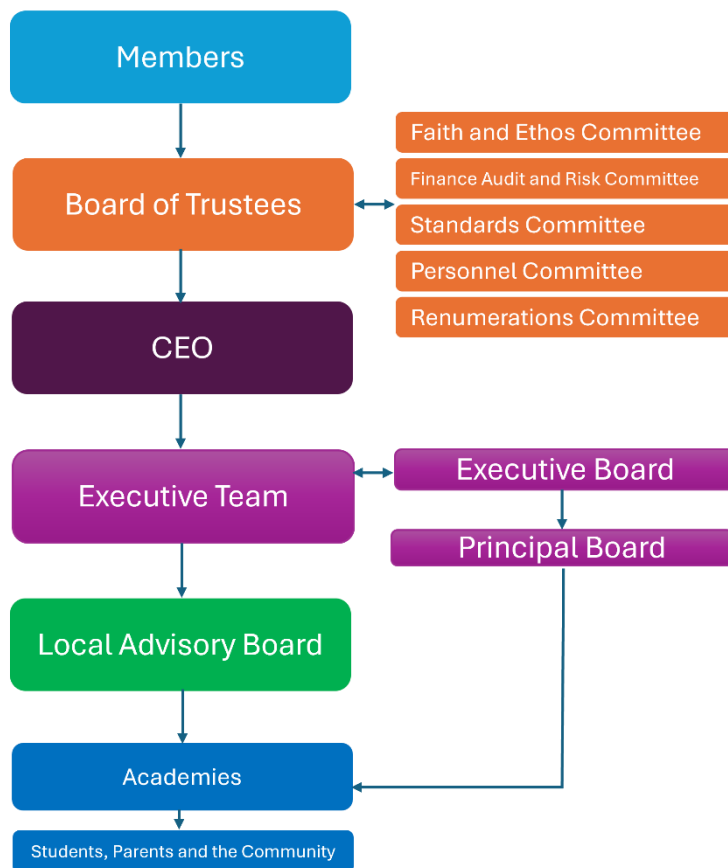 Members
Faith and Ethos Committee
Finance Audit and Risk Committee
Board of Trustees
Standards Committee
Personnel Committee
Renumerations Committee
CEO
Executive Team
Executive Board
Principal Board
Local Advisory Board
Academies
Students, Parents and the Community